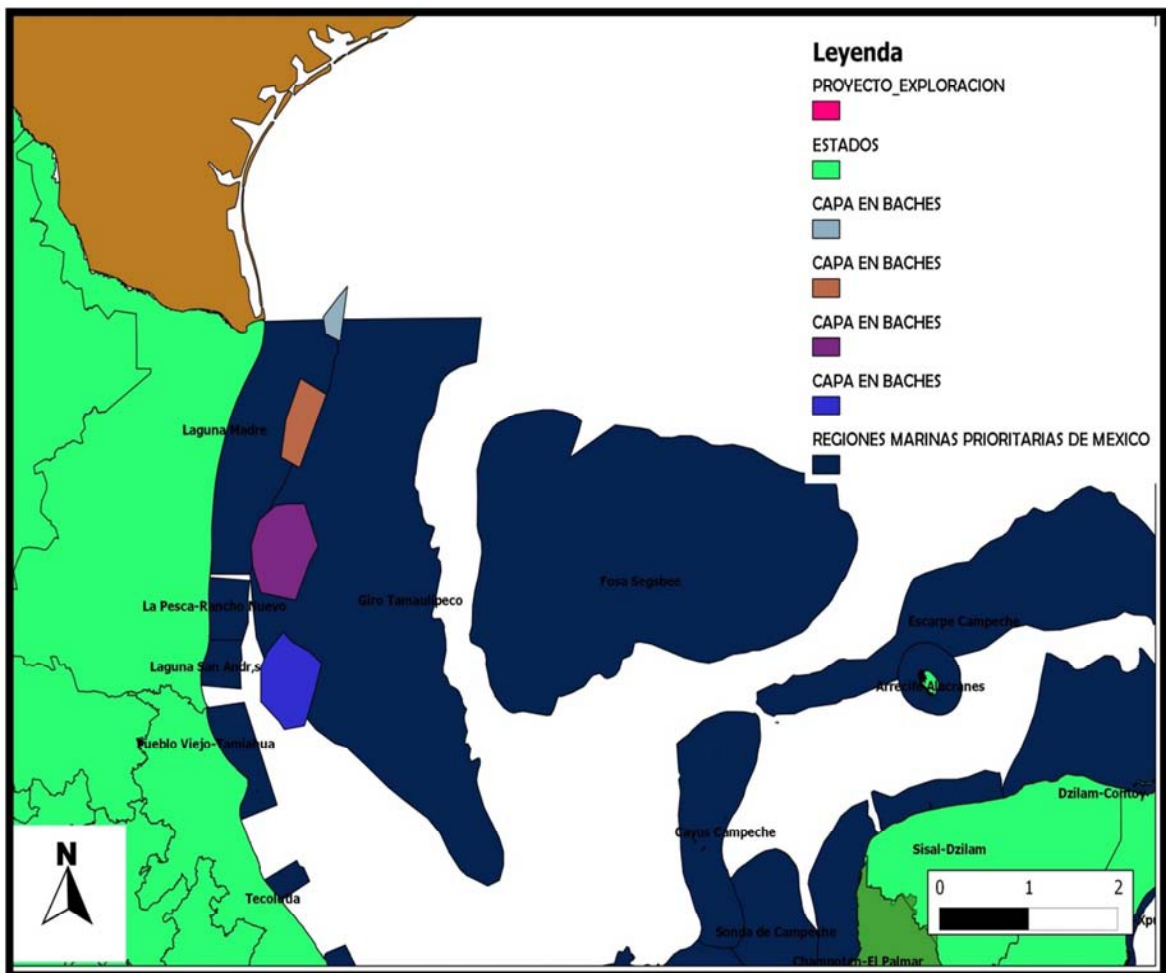 Leyenda
PROYECTO_EXPLORACION
ESTADOS
CAPA EN BACHES
CAPA EN BACHES
CAPA EN BACHES
CAPA EN BACHES
REGIONES MARINAS PRIORITARIAS DE MEXICO
Laguna Madre
La Pesca-Rancho Nuevo
Giro Tamaulipeco
Fosa Segsbee
Escarpe Campeche
Laguna San Andr,s
Arrecife Alacranes
Pueblo Viejo-Tamiahua
Dzilam-Contoy
Cayus Campeche
Sisal-Dzilam
N
0 1 2
Tecolutla
Sonda de Campeche
Champoton-El Palmar